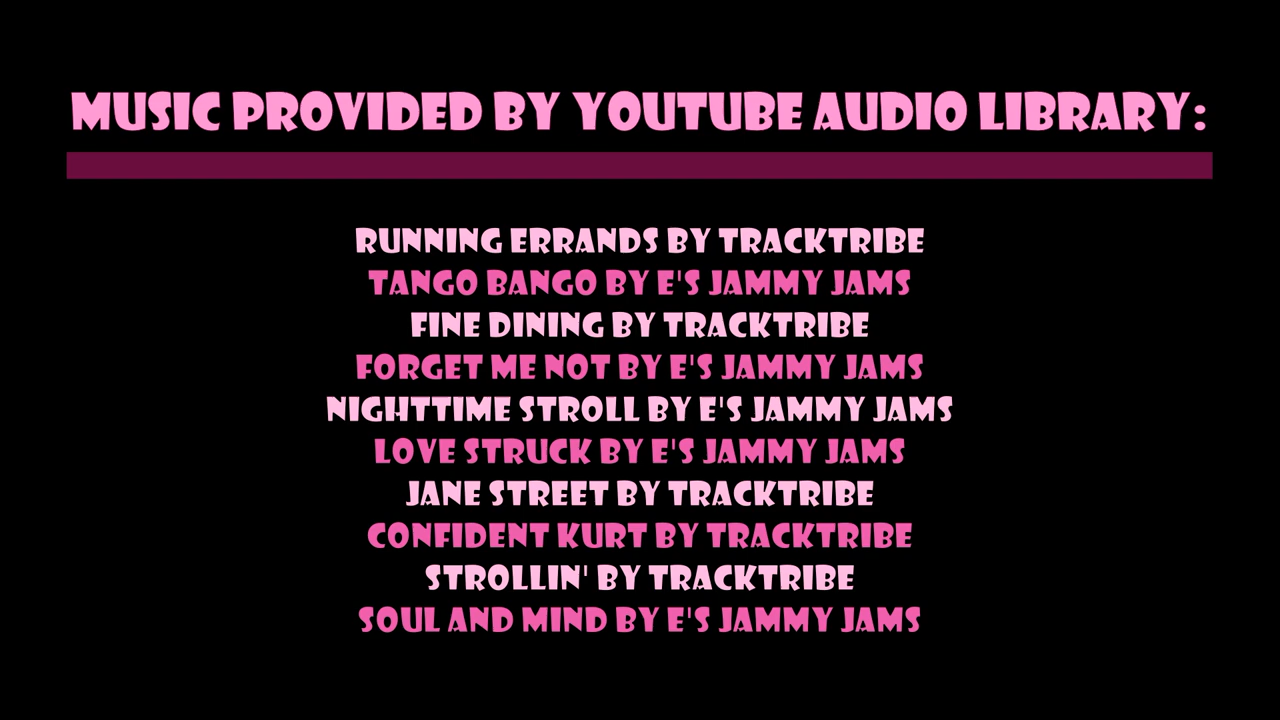 MUSIC PROVIDED BY YOUTUBE AUDIO LIBRARY:
RUNNING ERRANDS BY TRACKTRIBE
TANGO BANGO BY E'S JAMMY JAMS
FINE DINING BY TRACKTRIBE
FORGET ME NOT BY E'S JAMMY JAMS
NIGHTTIME STROLL BY E'S JAMMY JAMS
LOVE STRUCK BY E'S JAMMY JAMS
JANE STREET BY TRACKTRIBE
CONFIDENT KURT BY TRACKTRIBE
STROLLIN' BY TRACKTRIBE
SOUL AND MIND BY E'S JAMMY JAMS